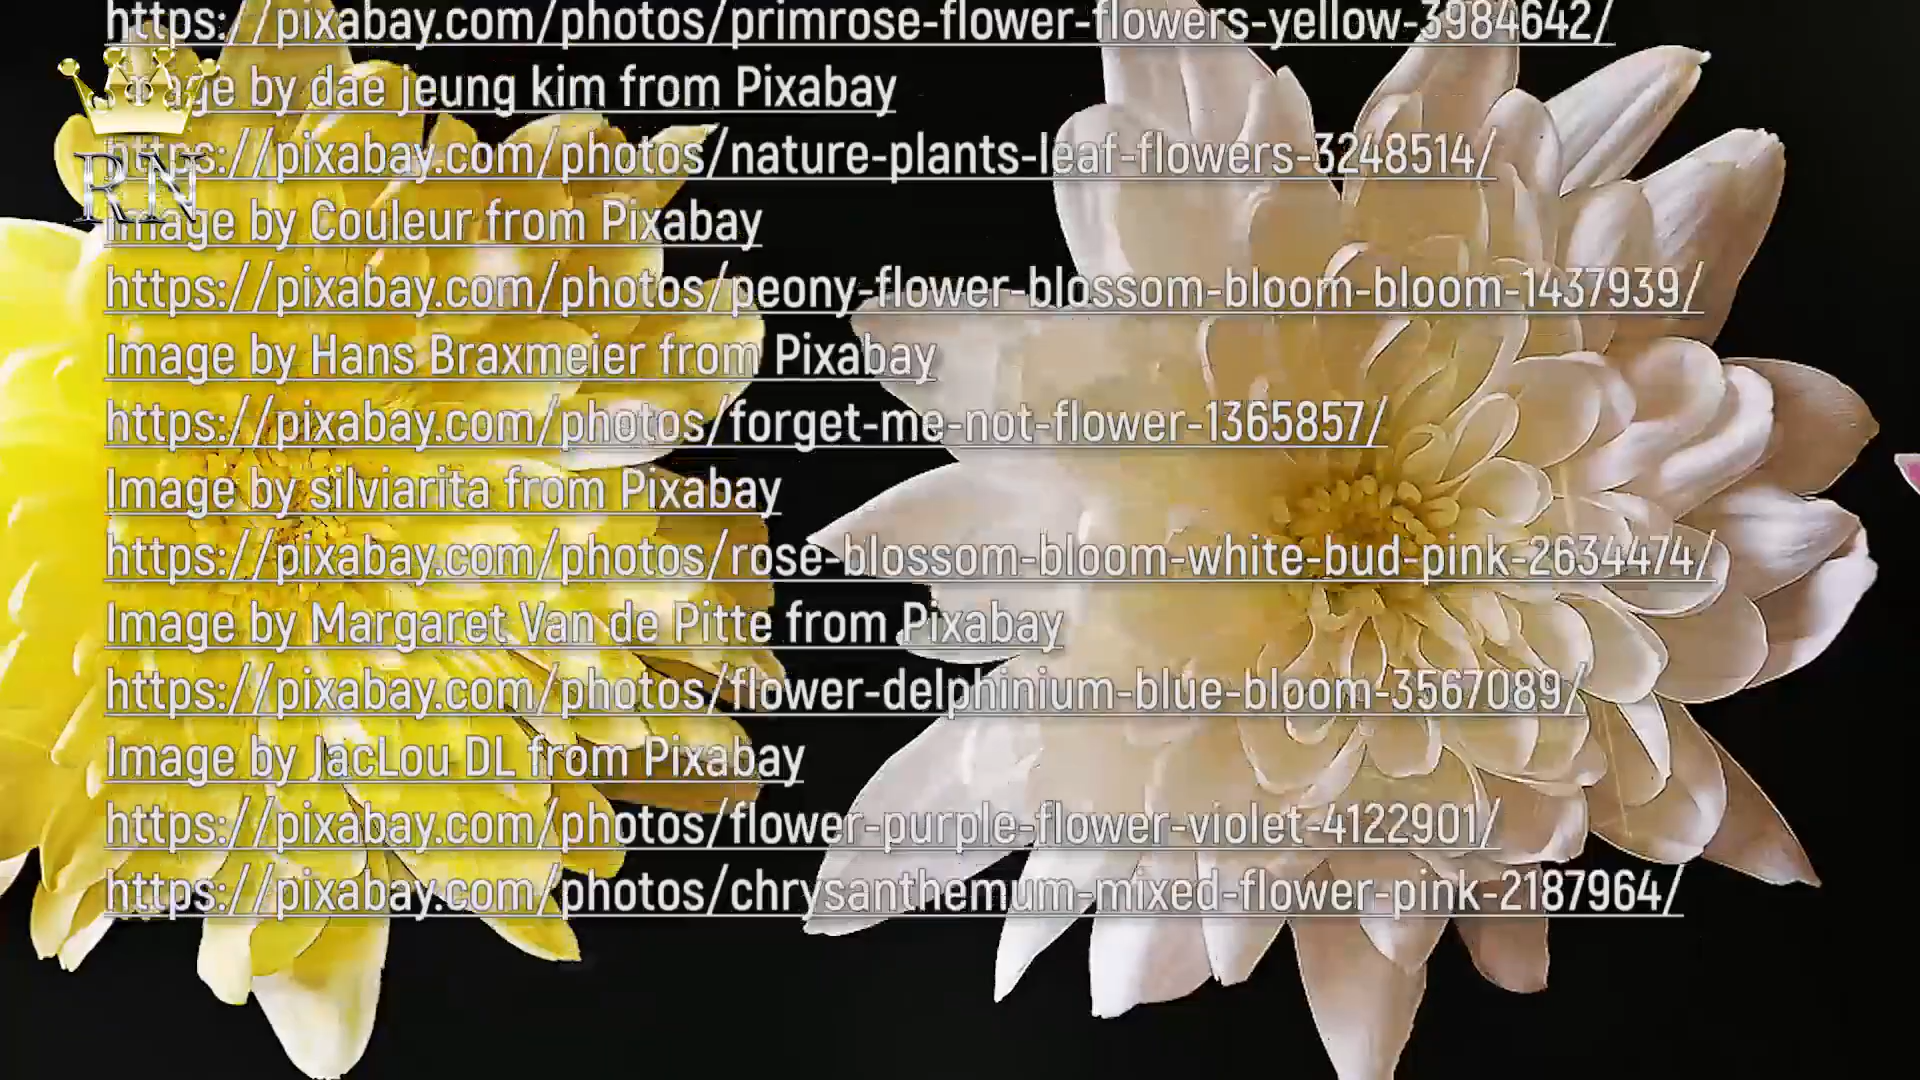 https://pixabay.com/photos/primrose-flower-flowers-yellow-3984642/
Image by dae jeung kim from Pixabay
https://pixabay.com/photos/nature-plants-leaf-flowers-3248514/
RN
Image by Couleur from Pixabay
https://pixabay.com/photos/peony-flower-blossom-bloom-bloom-1437939/
Image by Hans Braxmeier from Pixabay
https://pixabay.com/photos/forget-me-not-flower-1365857/
Image by silviarita from Pixabay
https://pixabay.com/photos/rose-blossom-bloom-white-bud-pink-2634474/
Image by Margaret Van de Pitte from Pixabay
https://pixabay.com/photos/flower-delphinium-blue-bloom-3567089/
Image by JacLou DL from Pixabay
https://pixabay.com/photos/flower-purple-flower-violet-4122901/
https://pixabay.com/photos/chrysanthemum-mixed-flower-pink-2187964/